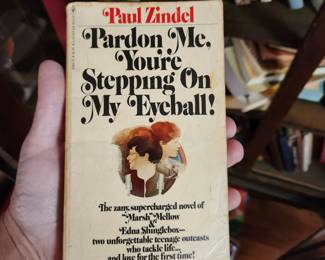 Paul Zindel
Pardon Me,
You're
Stepping On
My Eyeball!
The zany, supercharged novel of
"Marsh" Mellow
&
Edna Shinglebox—
two unforgettable teenage outcasts
who tackle life...
and love for the first time!